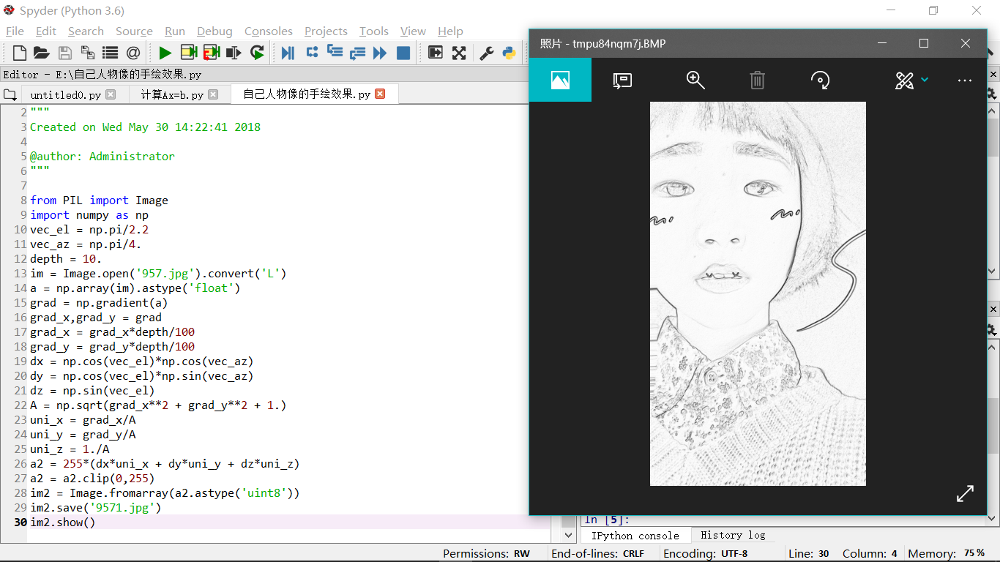 Spyder (Python 3.6)
File Edit Search Source Run Debug Consoles Projects Tools View Help
照片 - tmpu84nqm7j.BMP
Editor - E:\自己人物像的手绘效果.py
untitled0.py 计算Ax=b.py 自己人物像的手绘效果.py
2 """
3 Created on Wed May 30 14:22:41 2018
4
5 @author: Administrator
6 """
7
8 from PIL import Image
9 import numpy as np
10 vec_el = np.pi/2.2
11 vec_az = np.pi/4.
12 depth = 10.
13 im = Image.open('957.jpg').convert('L')
14 a = np.array(im).astype('float')
15 grad = np.gradient(a)
16 grad_x,grad_y = grad
17 grad_x = grad_x*depth/100
18 grad_y = grad_y*depth/100
19 dx = np.cos(vec_el)*np.cos(vec_az)
20 dy = np.cos(vec_el)*np.sin(vec_az)
21 dz = np.sin(vec_el)
22 A = np.sqrt(grad_x**2 + grad_y**2 + 1.)
23 uni_x = grad_x/A
24 uni_y = grad_y/A
25 uni_z = 1./A
26 a2 = 255*(dx*uni_x + dy*uni_y + dz*uni_z)
27 a2 = a2.clip(0,255)
28 im2 = Image.fromarray(a2.astype('uint8'))
29 im2.save('9571.jpg')
30 im2.show()
In [5]:
IPython console History log
Permissions: RW End-of-lines: CRLF Encoding: UTF-8 Line: 30 Column: 4 Memory: 75 %